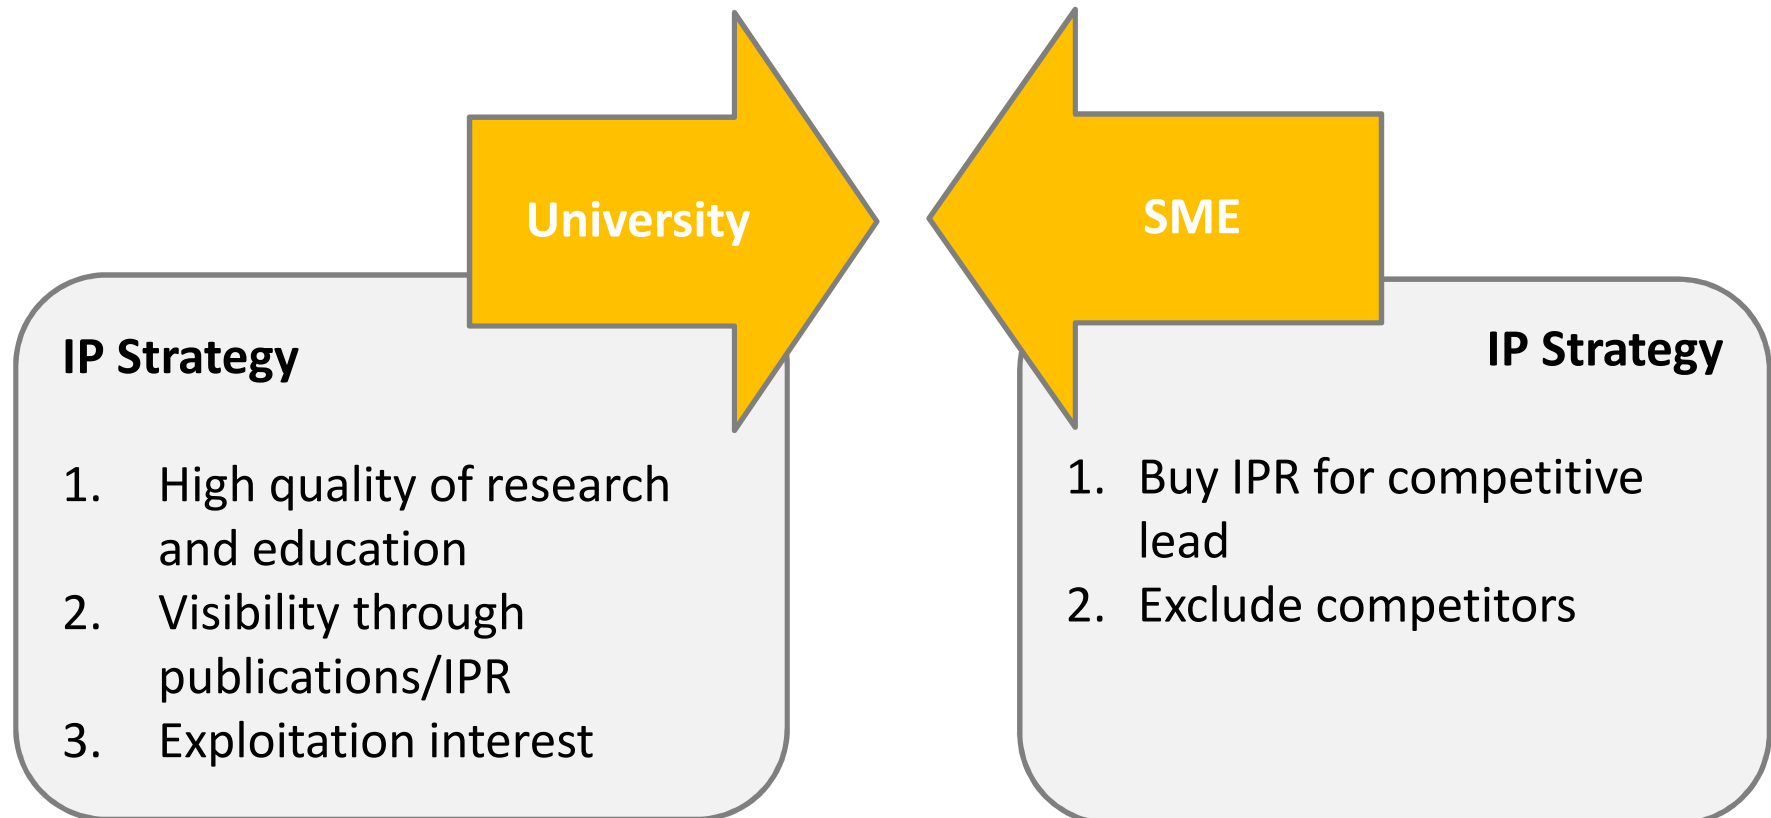 University
IP Strategy
1. High quality of research
and education
2. Visibility through
publications/IPR
3. Exploitation interest
SME
IP Strategy
1. Buy IPR for competitive
lead
2. Exclude competitors